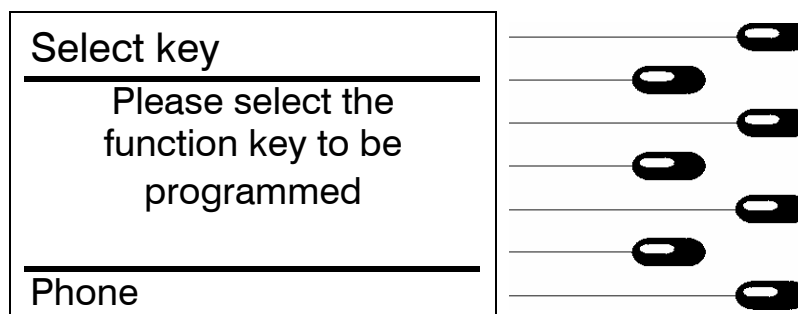 Select key
Please select the
function key to be
programmed
Phone